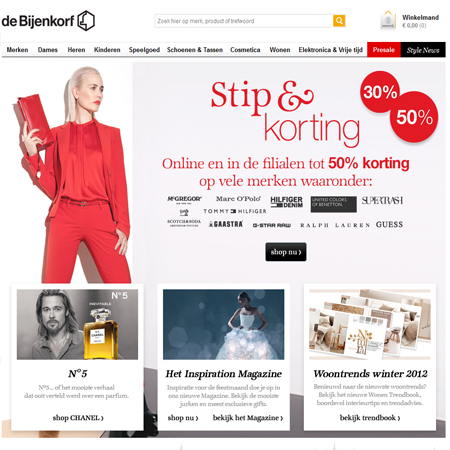 de Bijenkorf
Zoek hier op merk, product of trefwoord
Winkelmand
€ 0,00 (0)
Merken Dames Heren Kinderen Speelgoed Schoenen & Tassen Cosmetica Wonen Elektronica & Vrije tijd Presale Style News
Stip &
korting
30%
50%
Online en in de filialen tot 50% korting
op vele merken waaronder:
McGREGOR Marc O'Polo HILFIGER DENIM UNITED COLORS OF BENETTON. SUPERTRASH
SCOTCH&SODA AMSTERDAM COUTURE TOMMY HILFIGER GAASTRA G-STAR RAW RALPH LAUREN GUESS
shop nu ›
INEVITABLE
N°5
N°5
N°5... of het mooiste verhaal
dat ooit verteld werd over een parfum.
shop CHANEL ›
Het Inspiration Magazine
Inspiratie voor de feestmaand doe je op in
ons nieuwe Magazine. Bekijk de mooiste
jurken en meest exclusieve gifts.
shop nu › bekijk het Magazine ›
Woontrends winter 2012
Benieuwd naar de nieuwste woontrends?
Bekijk het nieuwe Wonen Trendbook,
boordevol interieurtips en trendadvies.
bekijk trendbook ›